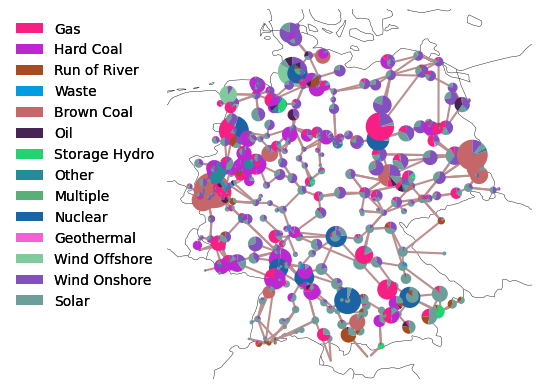 Gas
Hard Coal
Run of River
Waste
Brown Coal
Oil
Storage Hydro
Other
Multiple
Nuclear
Geothermal
Wind Offshore
Wind Onshore
Solar